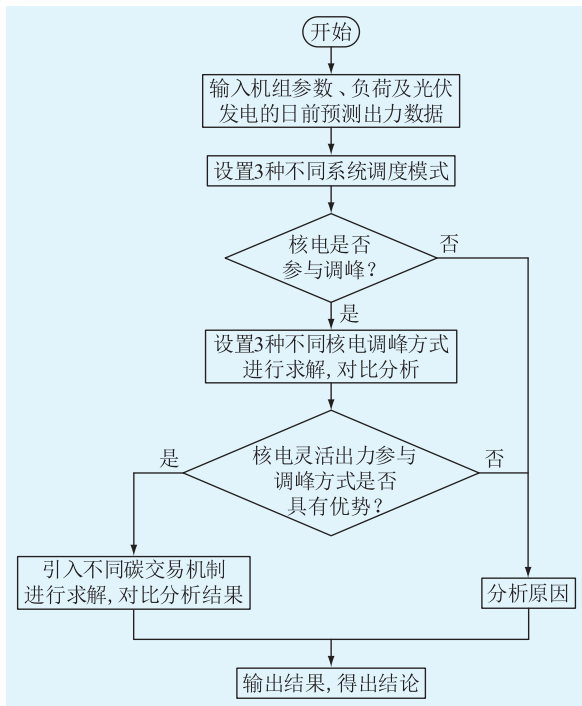 开始
输入机组参数、负荷及光伏
发电的日前预测出力数据
设置3种不同系统调度模式
核电是否
参与调峰？
否
是
设置3种不同核电调峰方式
进行求解,对比分析
是
核电灵活出力参与
调峰方式是否
具有优势？
否
引入不同碳交易机制
进行求解,对比分析结果
分析原因
输出结果,得出结论